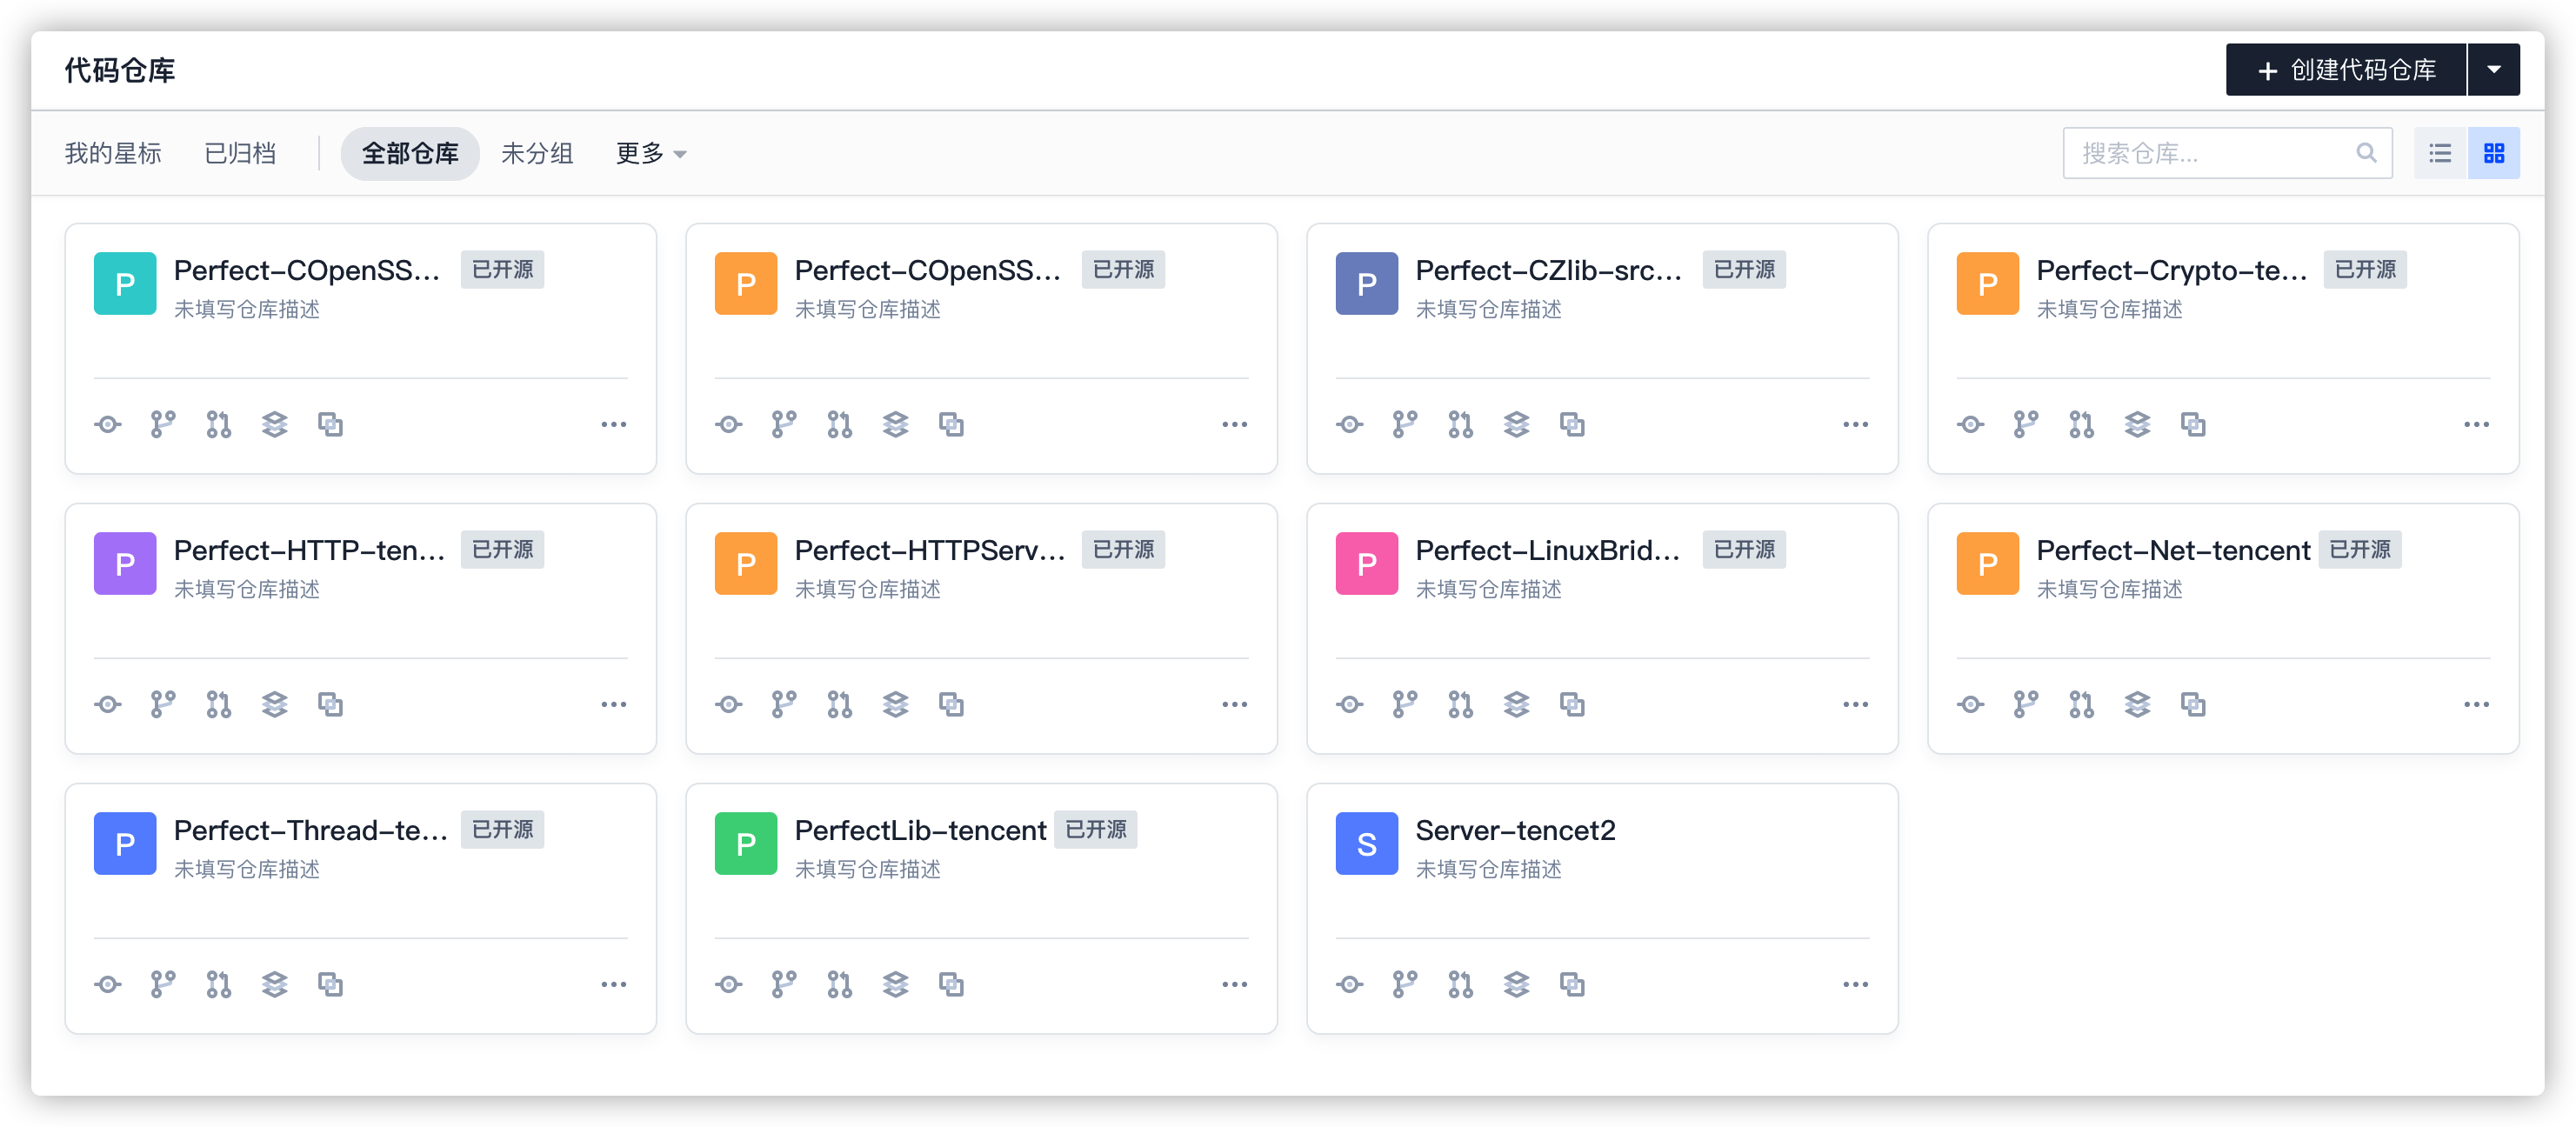 代码仓库
+ 创建代码仓库
我的星标 已归档 全部仓库 未分组 更多
搜索仓库...
P Perfect-COpenSS... 已开源
未填写仓库描述
P Perfect-COpenSS... 已开源
未填写仓库描述
P Perfect-CZlib-src... 已开源
未填写仓库描述
P Perfect-Crypto-te... 已开源
未填写仓库描述
P Perfect-HTTP-ten... 已开源
未填写仓库描述
P Perfect-HTTPServ... 已开源
未填写仓库描述
P Perfect-LinuxBrid... 已开源
未填写仓库描述
P Perfect-Net-tencent 已开源
未填写仓库描述
P Perfect-Thread-te... 已开源
未填写仓库描述
P PerfectLib-tencent 已开源
未填写仓库描述
S Server-tencet2
未填写仓库描述